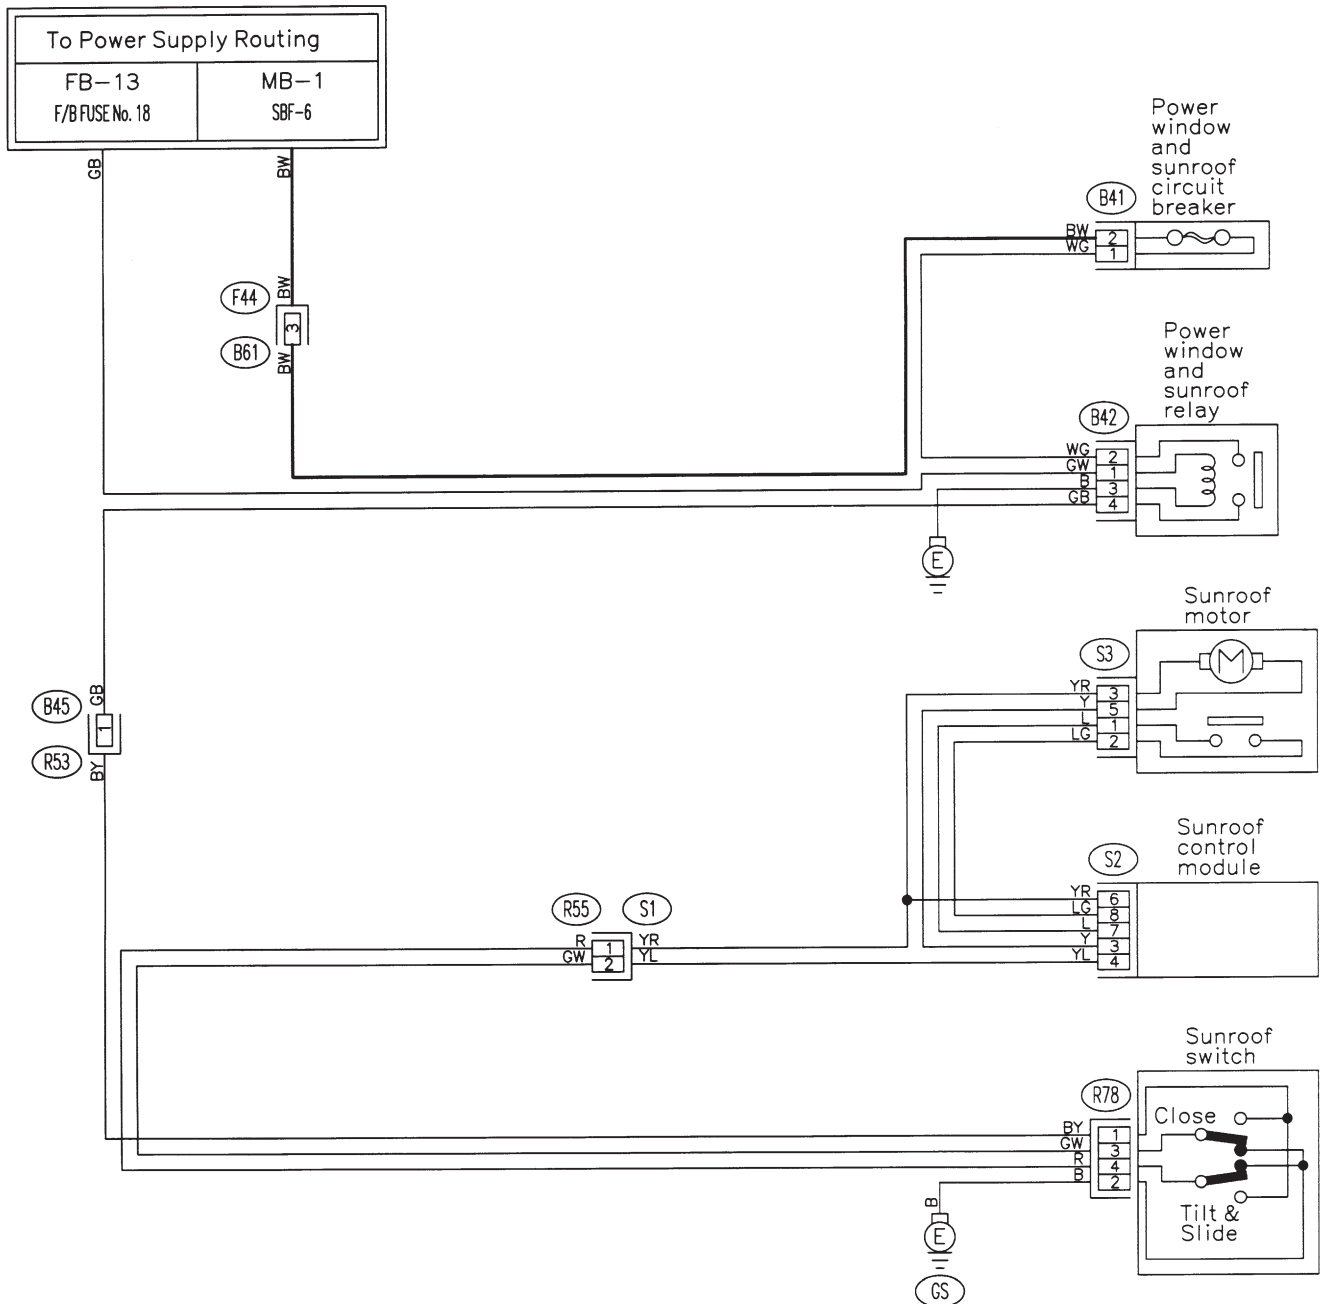 To Power Supply Routing
FB-13
F/B FUSE No. 18
MB-1
SBF-6
GB
BW
Power
window
and
sunroof
circuit
breaker
B41
BW
2
WG
1
BW
F44
3
B61
BW
Power
window
and
sunroof
relay
B42
WG
2
GW
1
B
3
GB
4
E
Sunroof
motor
S3
YR
3
Y
5
L
1
LG
2
M
GB
B45
1
R53
BY
Sunroof
control
module
S2
YR
6
LG
8
L
7
Y
3
YL
4
R55
S1
R
1
YR
GW
2
YL
Sunroof
switch
R78
BY
1
GW
3
R
4
B
2
Close
Tilt &
Slide
B
E
GS